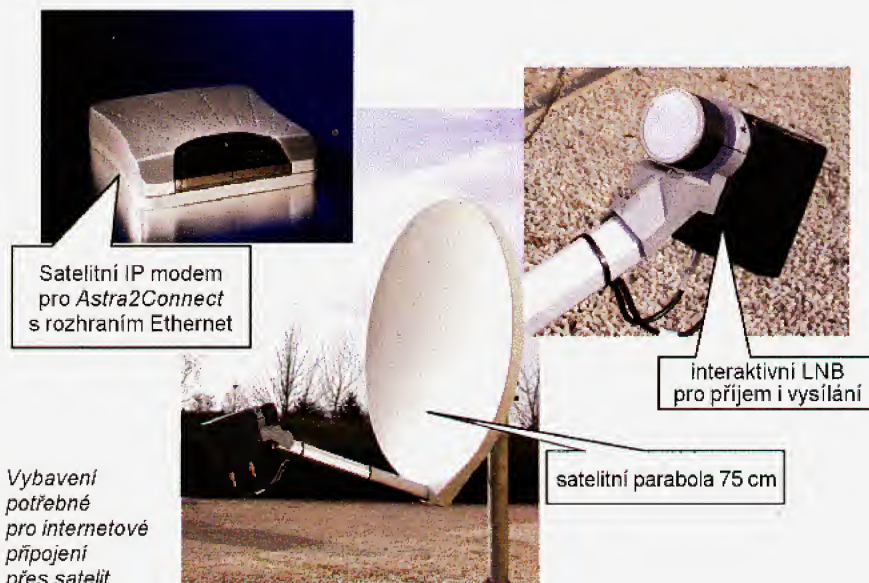 Satelitní IP modem
pro Astra2Connect
s rozhraním Ethernet
interaktivní LNB
pro příjem i vysílání
satelitní parabola 75 cm
Vybavení
potřebné
pro internetové
připojení
přes satelit